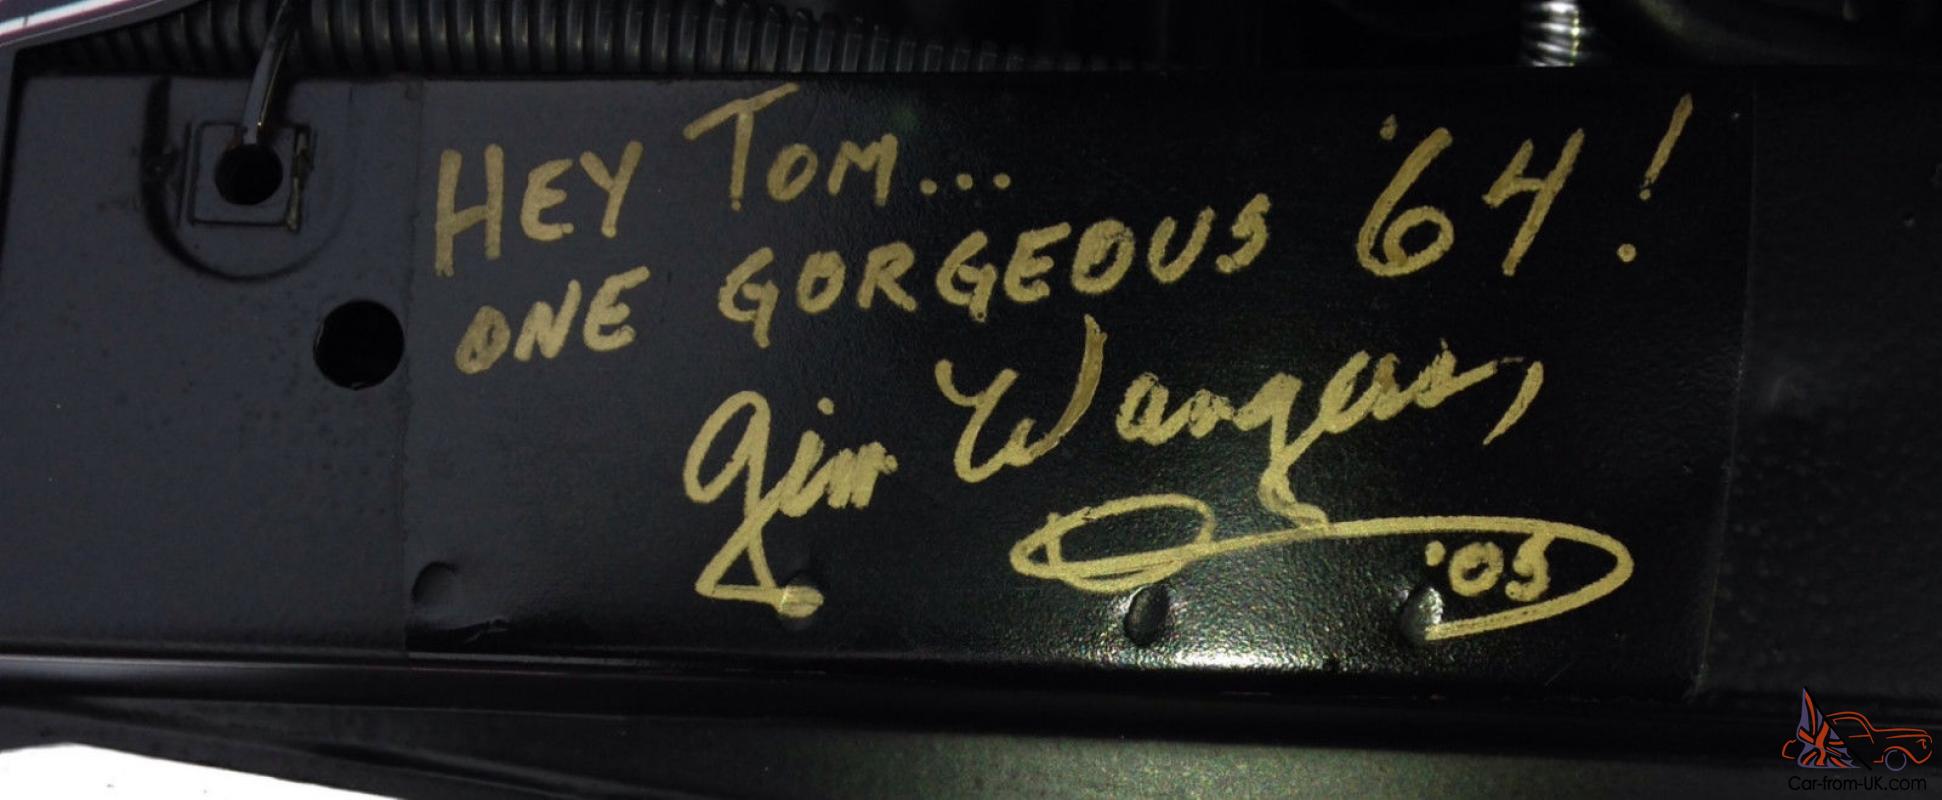 HEY TOM...
ONE GORGEOUS '64!
Jim Wangers,
'05
Car-from-UK.com